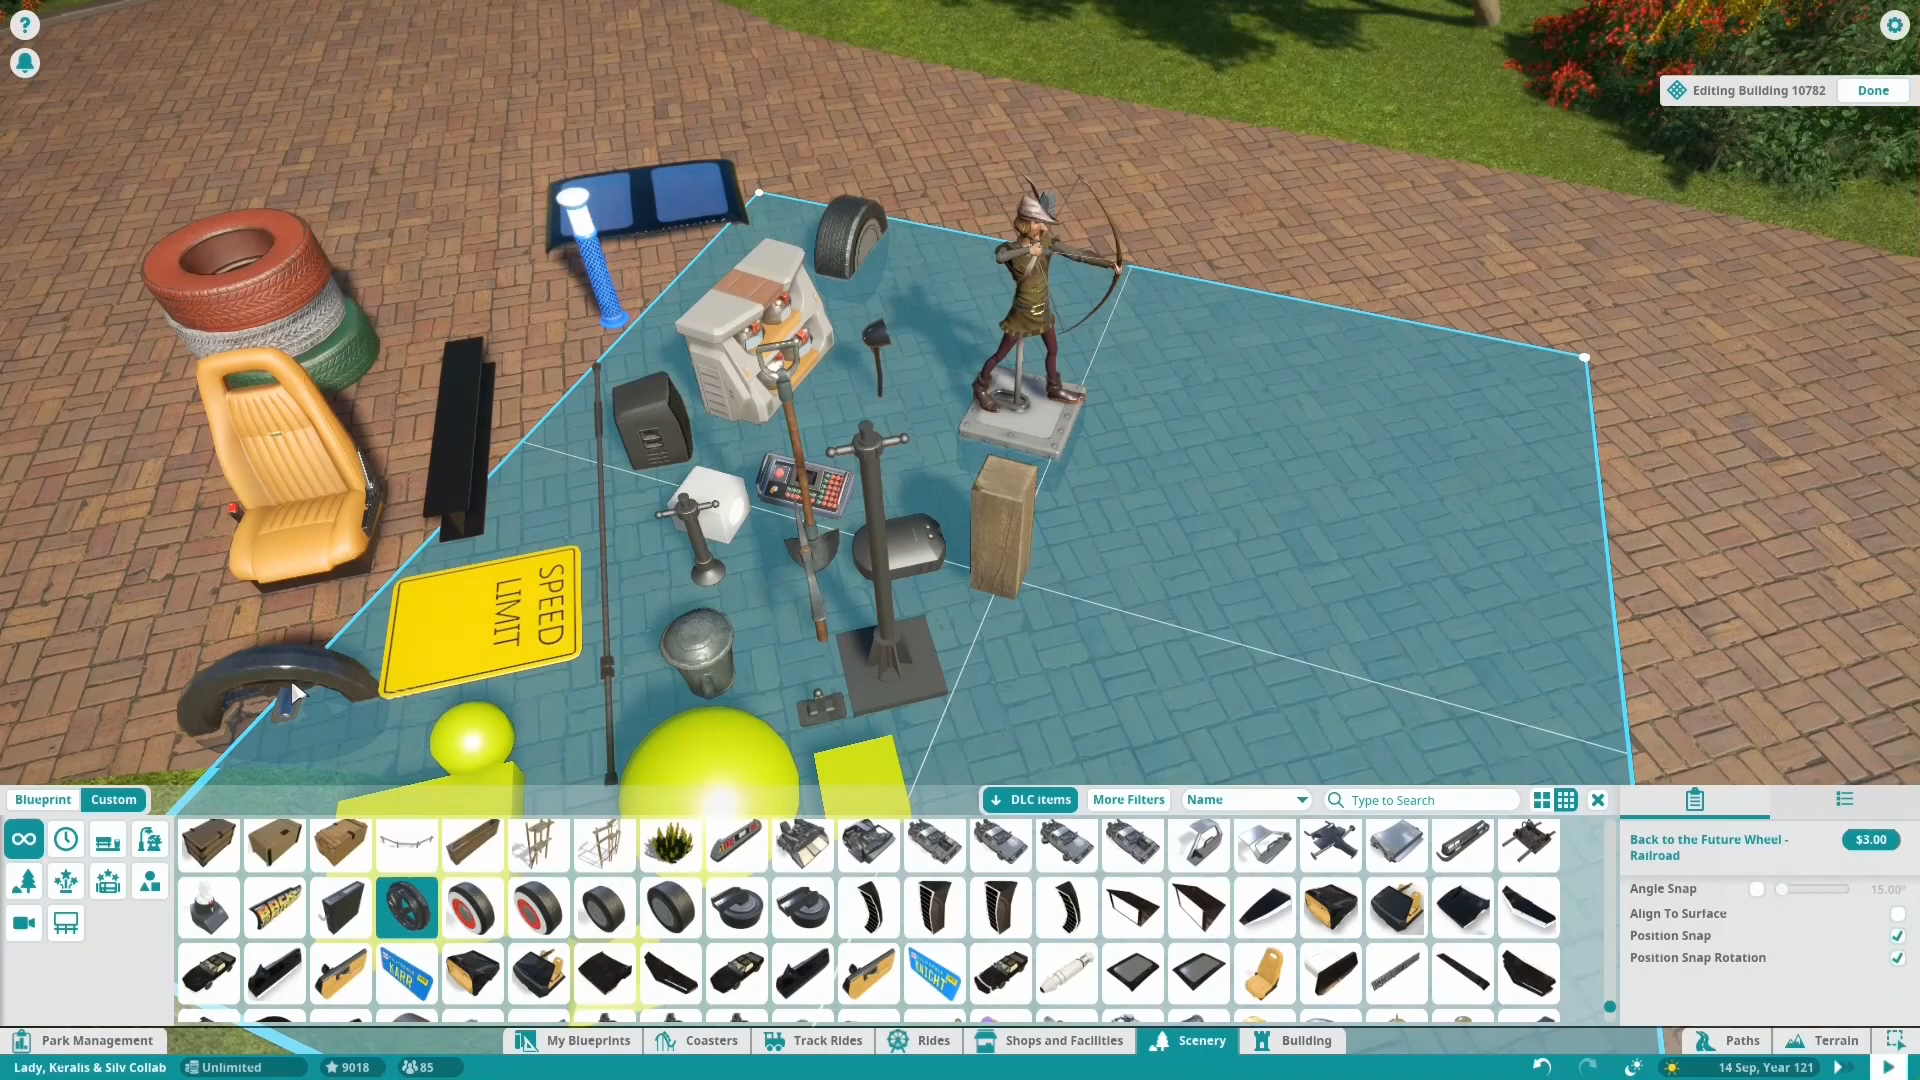 ?
Editing Building 10782
Done
SPEED
LIMIT
Blueprint
Custom
DLC items
More Filters
Name
Type to Search
Back to the Future Wheel -
Railroad
$3.00
Angle Snap
15.00°
Align To Surface
Position Snap
Position Snap Rotation
KARR
KNIGHT
Park Management
My Blueprints
Coasters
Track Rides
Rides
Shops and Facilities
Scenery
Building
Paths
Terrain
Lady, Keralis & Silv Collab
Unlimited
9018
85
14 Sep, Year 121